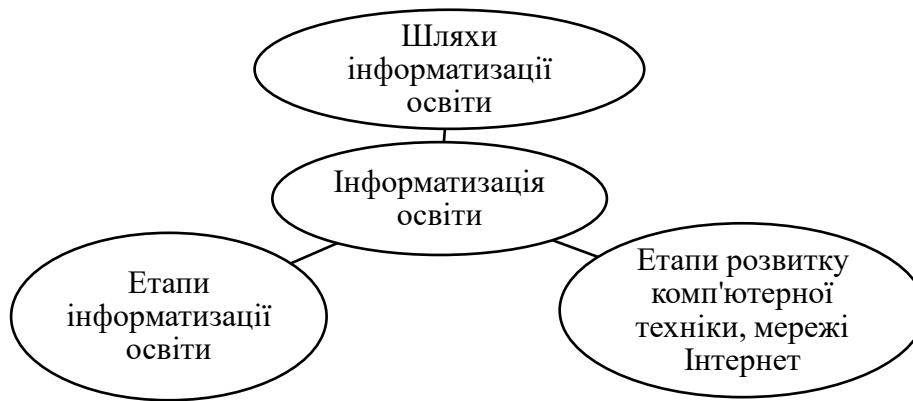 Шляхи
інформатизації
освіти
Інформатизація
освіти
Етапи
інформатизації
освіти
Етапи розвитку
комп'ютерної
техніки, мережі
Інтернет